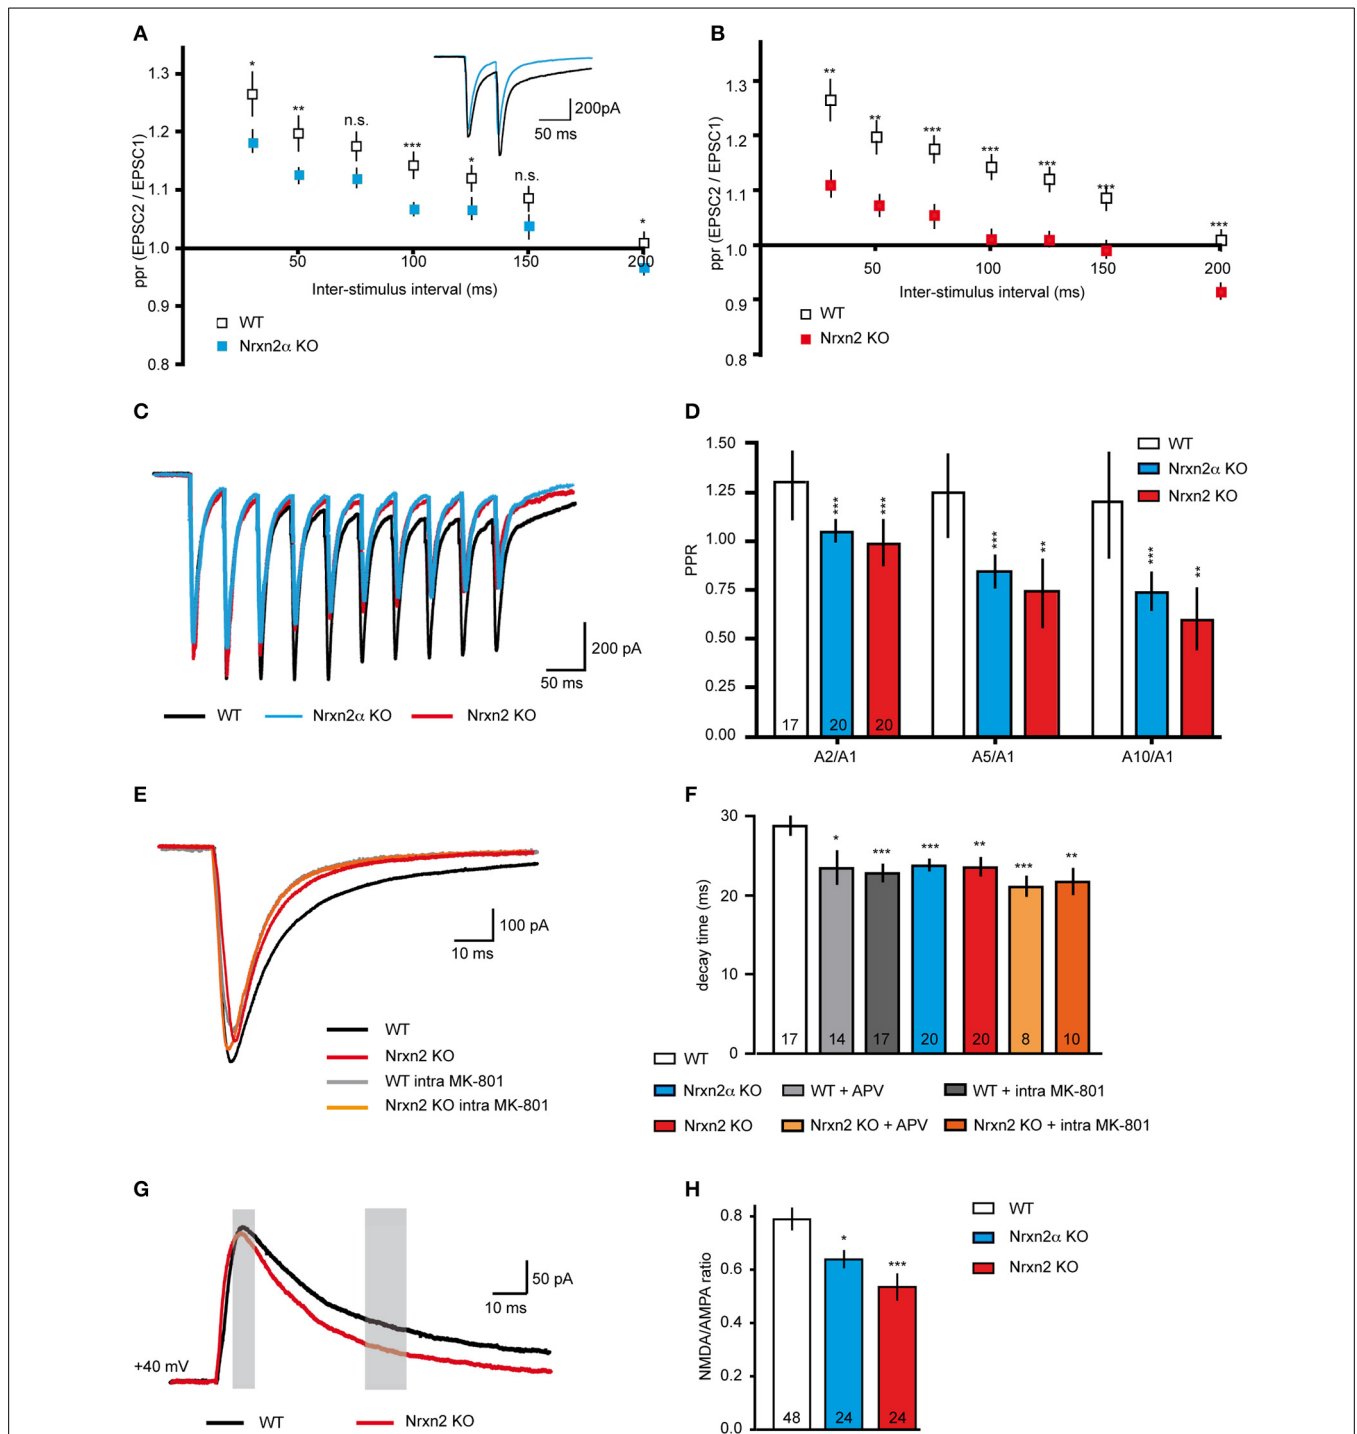 A
ppr (EPSC2 / EPSC1)
1.3
1.2
1.1
1.0
0.9
0.8
*
**
n.s.
***
*
n.s.
*
200pA
50 ms
50
100
150
200
Inter-stimulus interval (ms)
WT
Nrxn2α KO
B
ppr (EPSC2 / EPSC1)
1.3
1.2
1.1
1.0
0.9
0.8
**
**
***
***
***
***
***
50
100
150
200
Inter-stimulus interval (ms)
WT
Nrxn2 KO
C
200 pA
50 ms
WT
Nrxn2α KO
Nrxn2 KO
D
PPR
1.50
1.25
1.00
0.75
0.50
0.25
0.00
***
***
***
**
***
**
17
20
20
A2/A1
A5/A1
A10/A1
WT
Nrxn2α KO
Nrxn2 KO
E
100 pA
10 ms
WT
Nrxn2 KO
WT intra MK-801
Nrxn2 KO intra MK-801
F
decay time (ms)
30
20
10
0
*
***
***
**
***
**
17
14
17
20
20
8
10
WT
Nrxn2α KO
WT + APV
WT + intra MK-801
Nrxn2 KO
Nrxn2 KO + APV
Nrxn2 KO + intra MK-801
G
50 pA
10 ms
+40 mV
WT
Nrxn2 KO
H
NMDA/AMPA ratio
0.8
0.6
0.4
0.2
0.0
*
***
48
24
24
WT
Nrxn2α KO
Nrxn2 KO